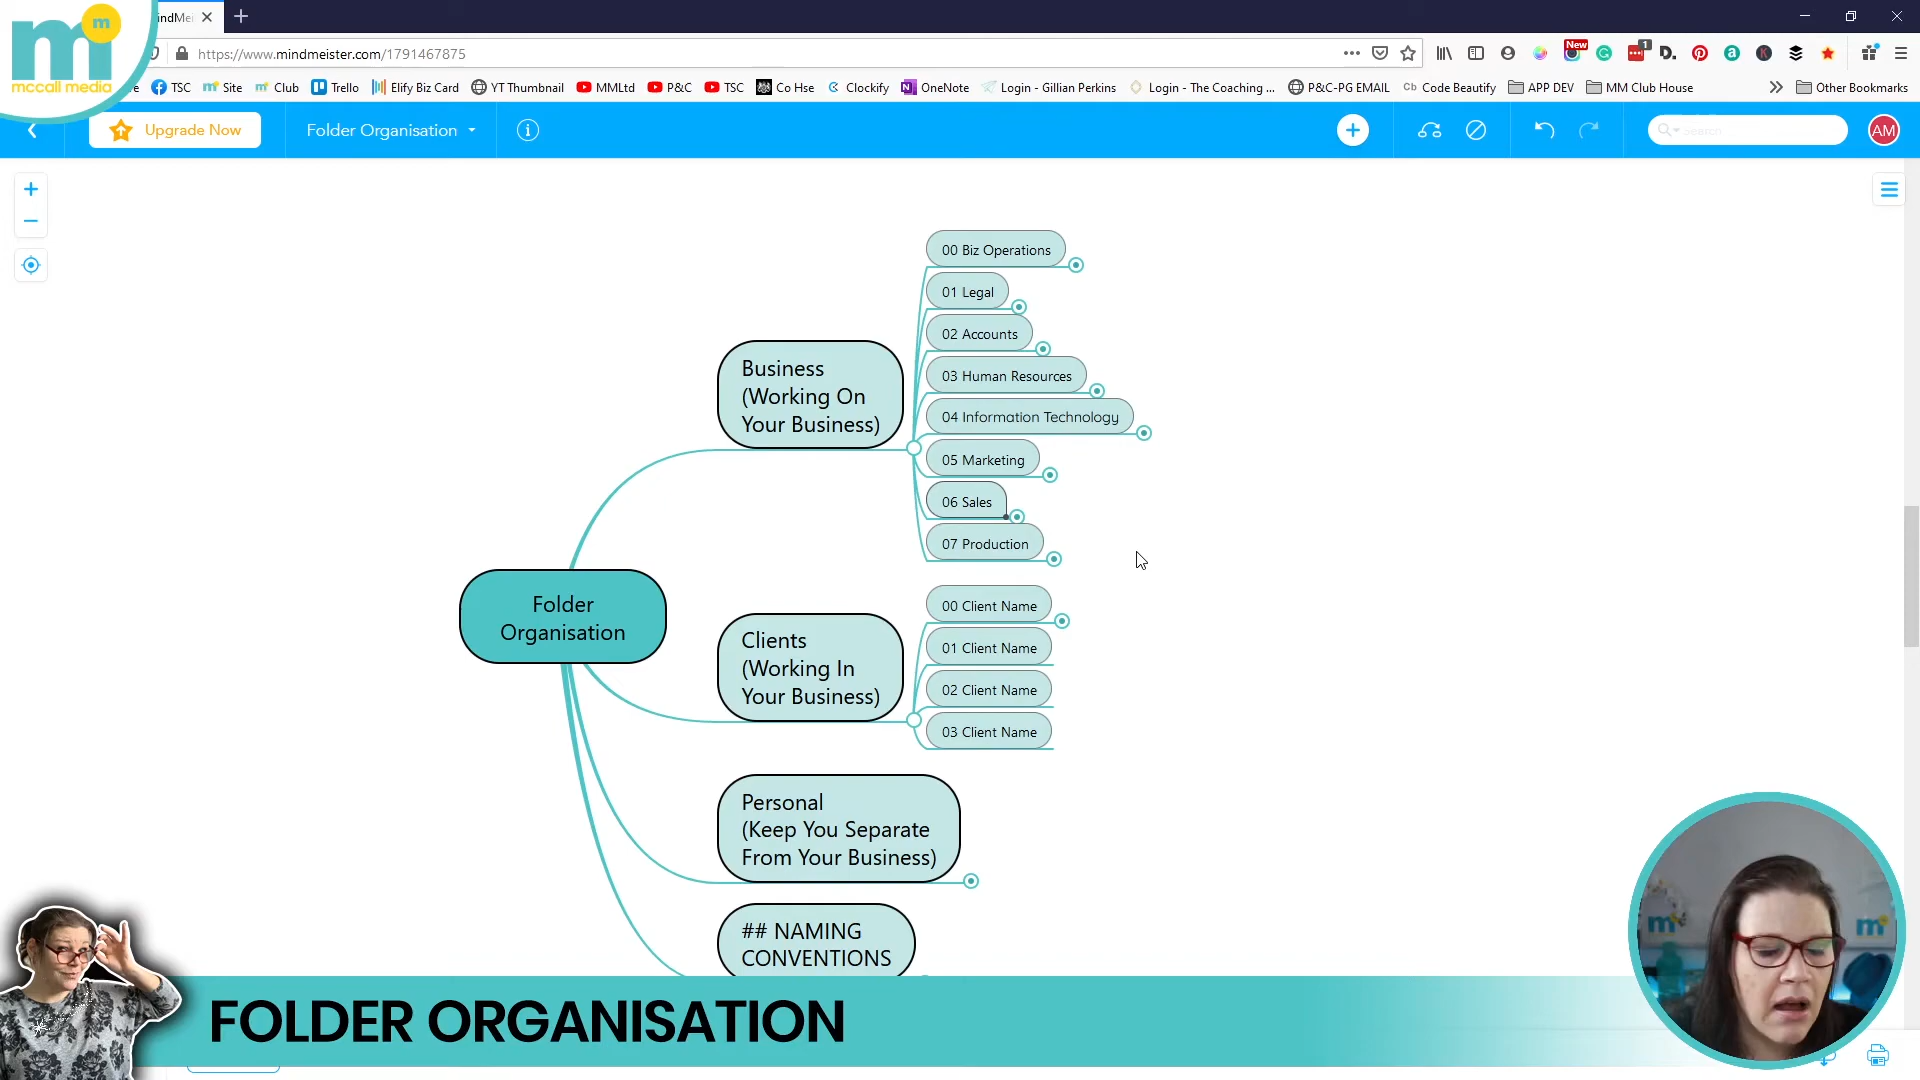 m
m
mccall media
indMei
https://www.mindmeister.com/1791467875
New
1
TSC
Site
Club
Trello
Elify Biz Card
YT Thumbnail
MMLtd
P&C
TSC
Co Hse
Clockify
OneNote
Login - Gillian Perkins
Login - The Coaching ...
P&C-PG EMAIL
Cb Code Beautify
APP DEV
MM Club House
Other Bookmarks
Upgrade Now
Folder Organisation
Search
AM
00 Biz Operations
01 Legal
02 Accounts
03 Human Resources
04 Information Technology
05 Marketing
06 Sales
07 Production
Business
(Working On
Your Business)
00 Client Name
01 Client Name
02 Client Name
03 Client Name
Folder
Organisation
Clients
(Working In
Your Business)
Personal
(Keep You Separate
From Your Business)
## NAMING
CONVENTIONS
FOLDER ORGANISATION